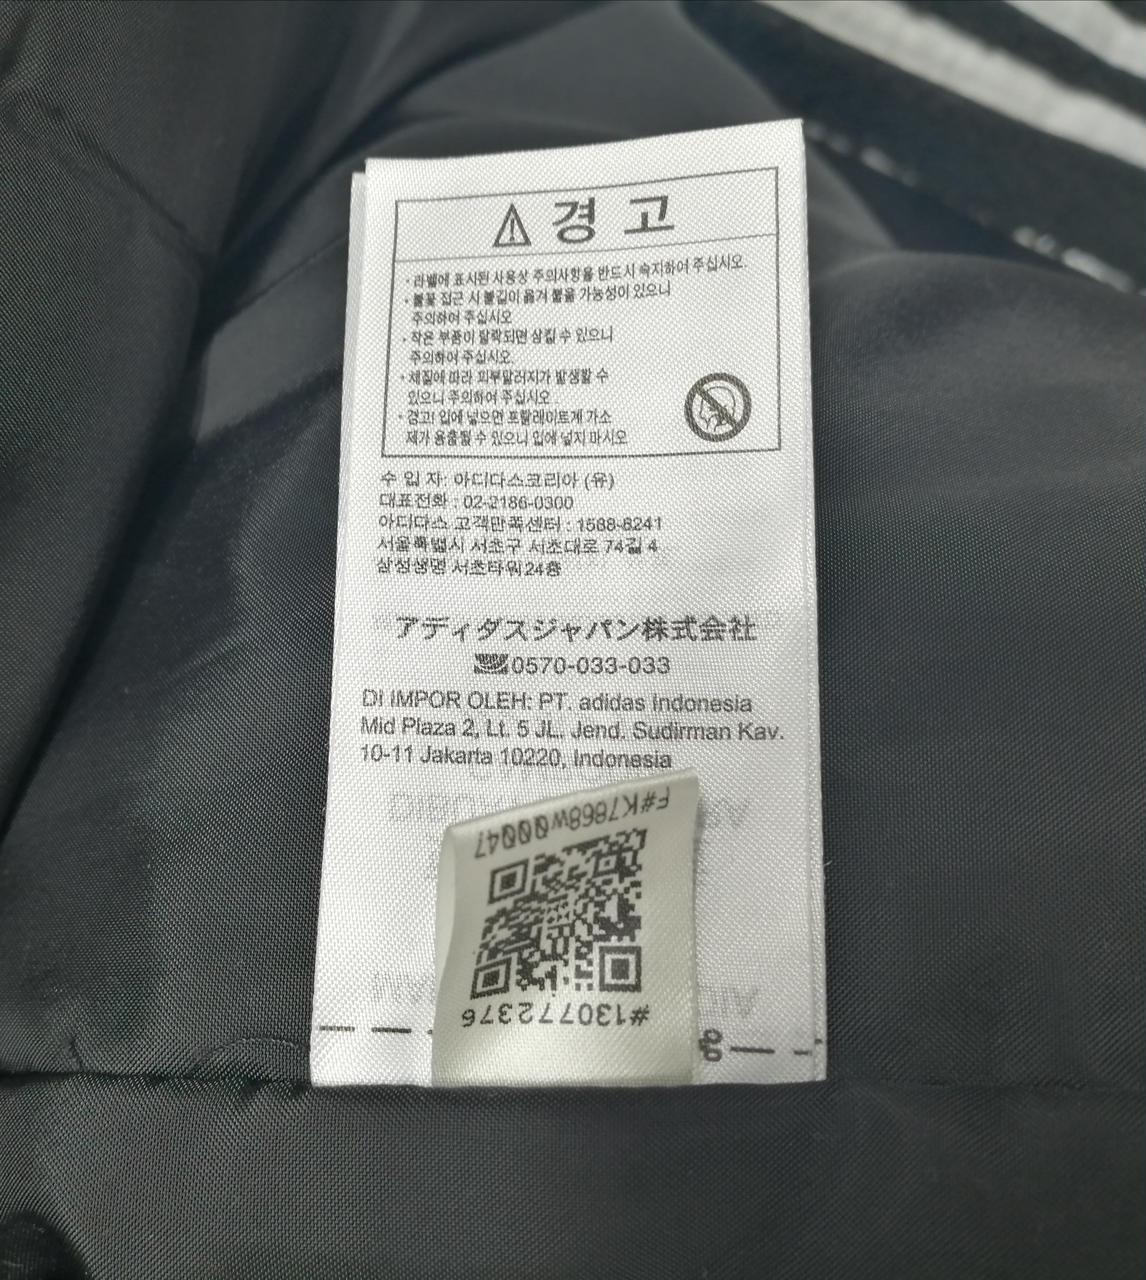 경 고
· 라벨에 표시된 사용상 주의사항을 반드시 숙지하여 주십시오.
· 불꽃 접근 시 불길이 옮겨 붙을 가능성이 있으니
주의하여 주십시오
· 작은 부품이 탈락되면 삼킬 수 있으니
주의하여 주십시오.
· 체질에 따라 피부알러지가 발생할 수
있으니 주의하여 주십시오
· 경고! 입에 넣으면 프탈레이트계 가소
제가 용출될 수 있으니 입에 넣지 마시오
수 입 자: 아디다스코리아 (유)
대표전화 : 02-2186-0300
아디다스 고객만족센터 : 1588-8241
서울특별시 서초구 서초대로 74길 4
삼성생명 서초타워24층
アディダスジャパン株式会社
0570-033-033
DI IMPOR OLEH: PT. adidas Indonesia
Mid Plaza 2, Lt. 5 JL. Jend. Sudirman Kav.
10-11 Jakarta 10220, Indonesia
#130772376
F#K7868w00047